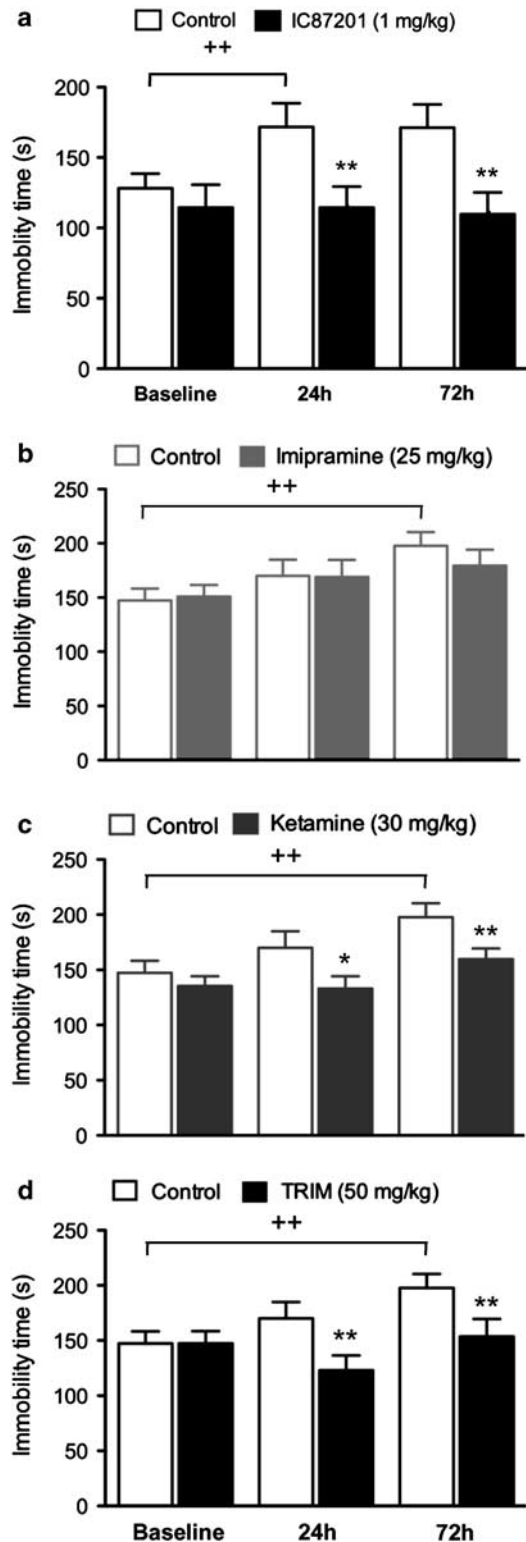 a
Control IC87201 (1 mg/kg)
++
Immoblity time (s)
200
150
100
50
0
** **
Baseline 24h 72h
b
Control Imipramine (25 mg/kg)
++
Immoblity time (s)
250
200
150
100
50
0
c
Control Ketamine (30 mg/kg)
++
Immobility time (s)
250
200
150
100
50
0
* **
d
Control TRIM (50 mg/kg)
++
Immobility time (s)
250
200
150
100
50
0
** **
Baseline 24h 72h